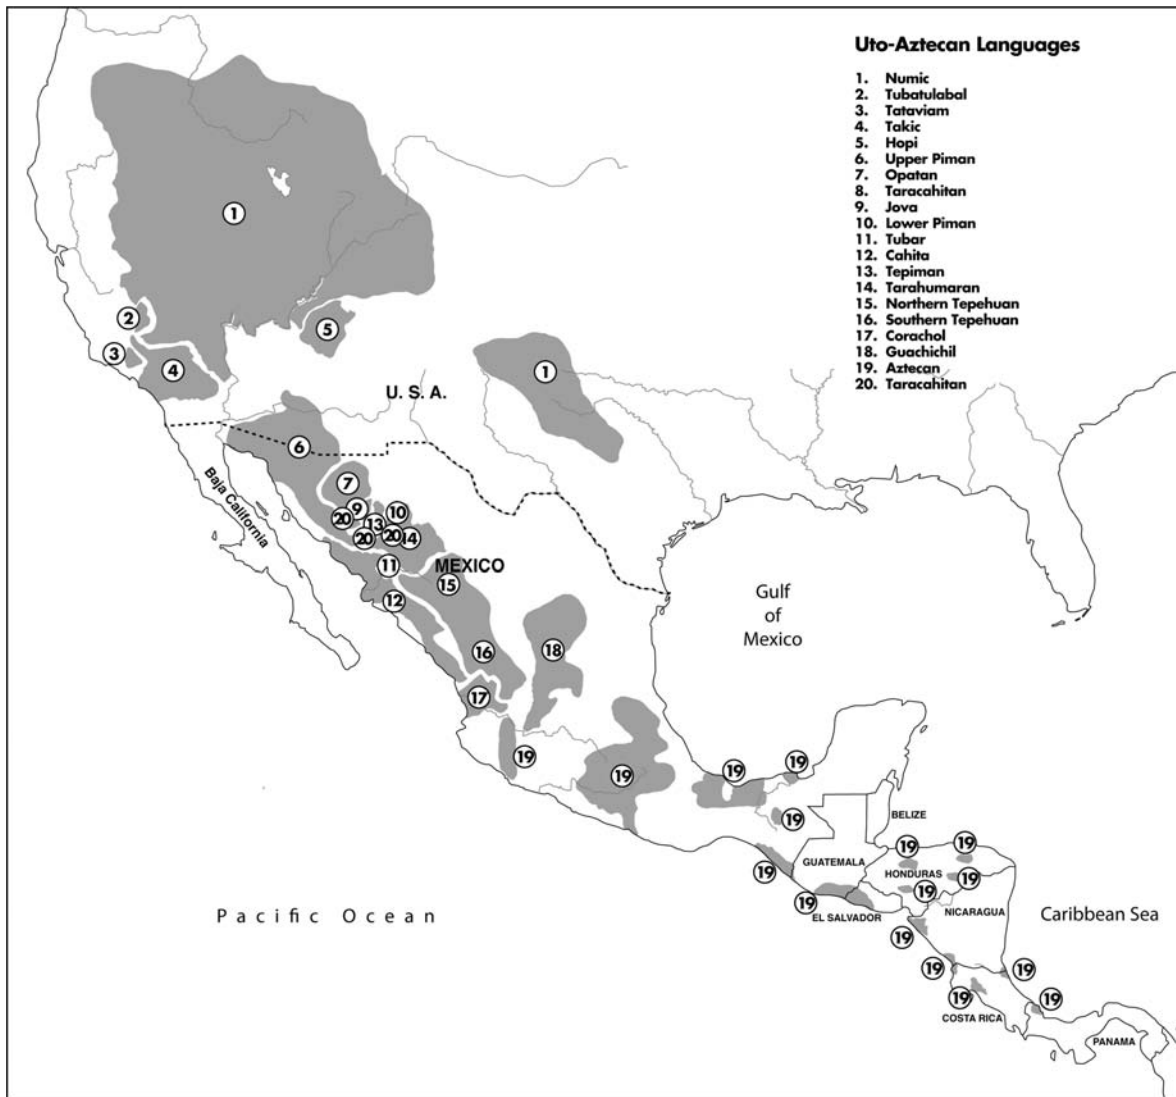 Uto-Aztecan Languages
1. Numic
2. Tubatulabal
3. Tataviam
4. Takic
5. Hopi
6. Upper Piman
7. Opatan
8. Taracahitan
9. Jova
10. Lower Piman
11. Tubar
12. Cahita
13. Tepiman
14. Tarahumaran
15. Northern Tepehuan
16. Southern Tepehuan
17. Corachol
18. Guachichil
19. Aztecan
20. Taracahitan
1
2
5
3
4
1
U. S. A.
6
Baja California
7
9
10
20
13
20
20
14
11
MEXICO
15
12
Gulf
of
Mexico
16
18
17
19
19
19
19
19
BELIZE
19
19
GUATEMALA
19
HONDURAS
19
19
19
EL SALVADOR
NICARAGUA
Pacific Ocean
Caribbean Sea
19
19
19
19
19
COSTA RICA
PANAMA